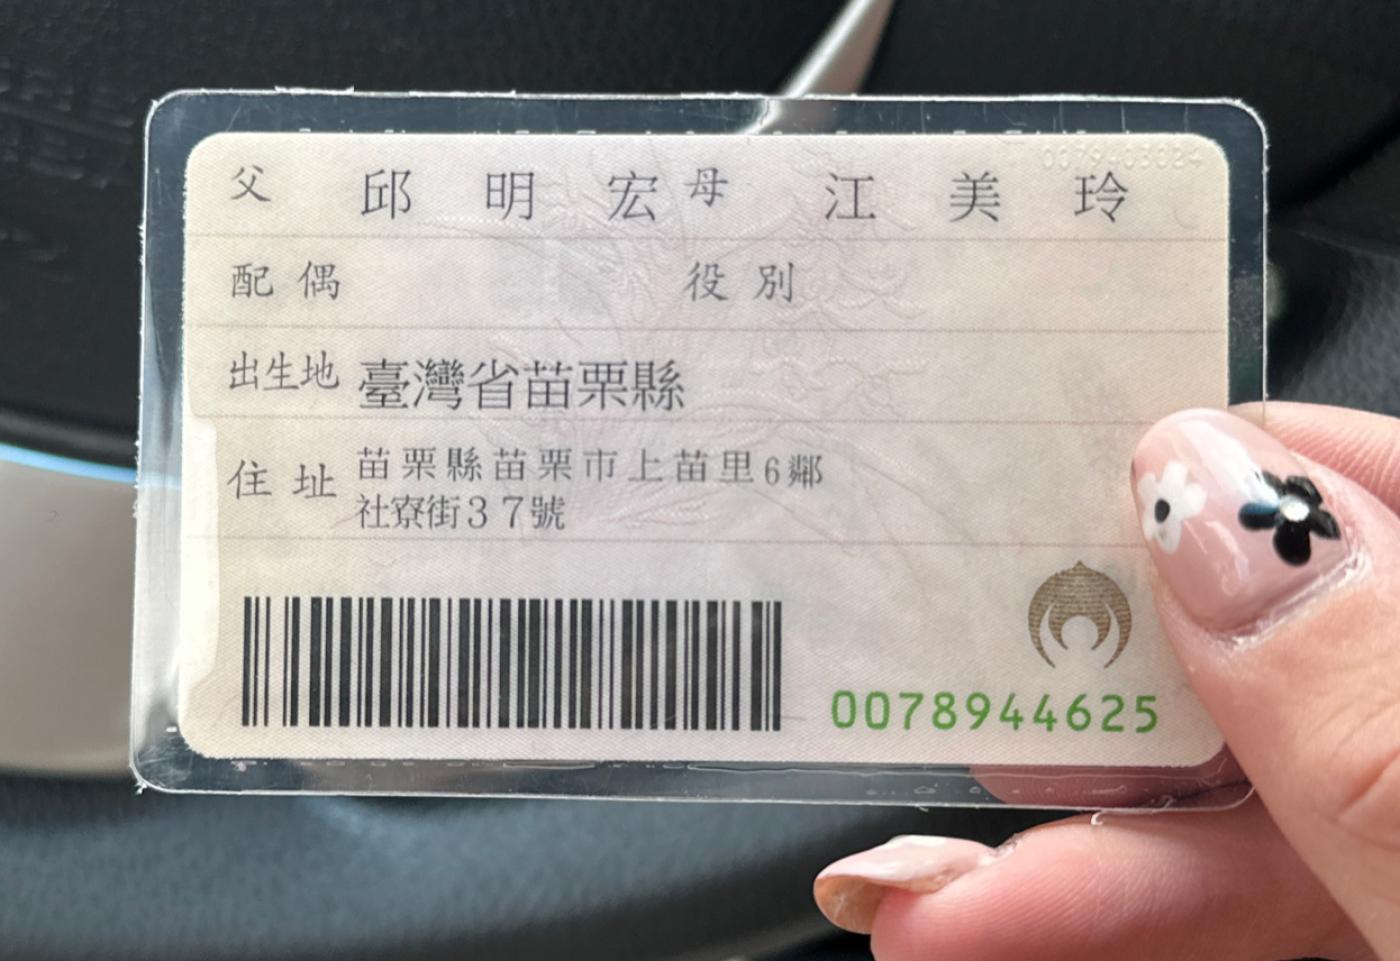 父 邱明宏 母 江美玲
配偶 役別
出生地 臺灣省苗栗縣
住址 苗栗縣苗栗市上苗里6鄰
社寮街37號
0078944625